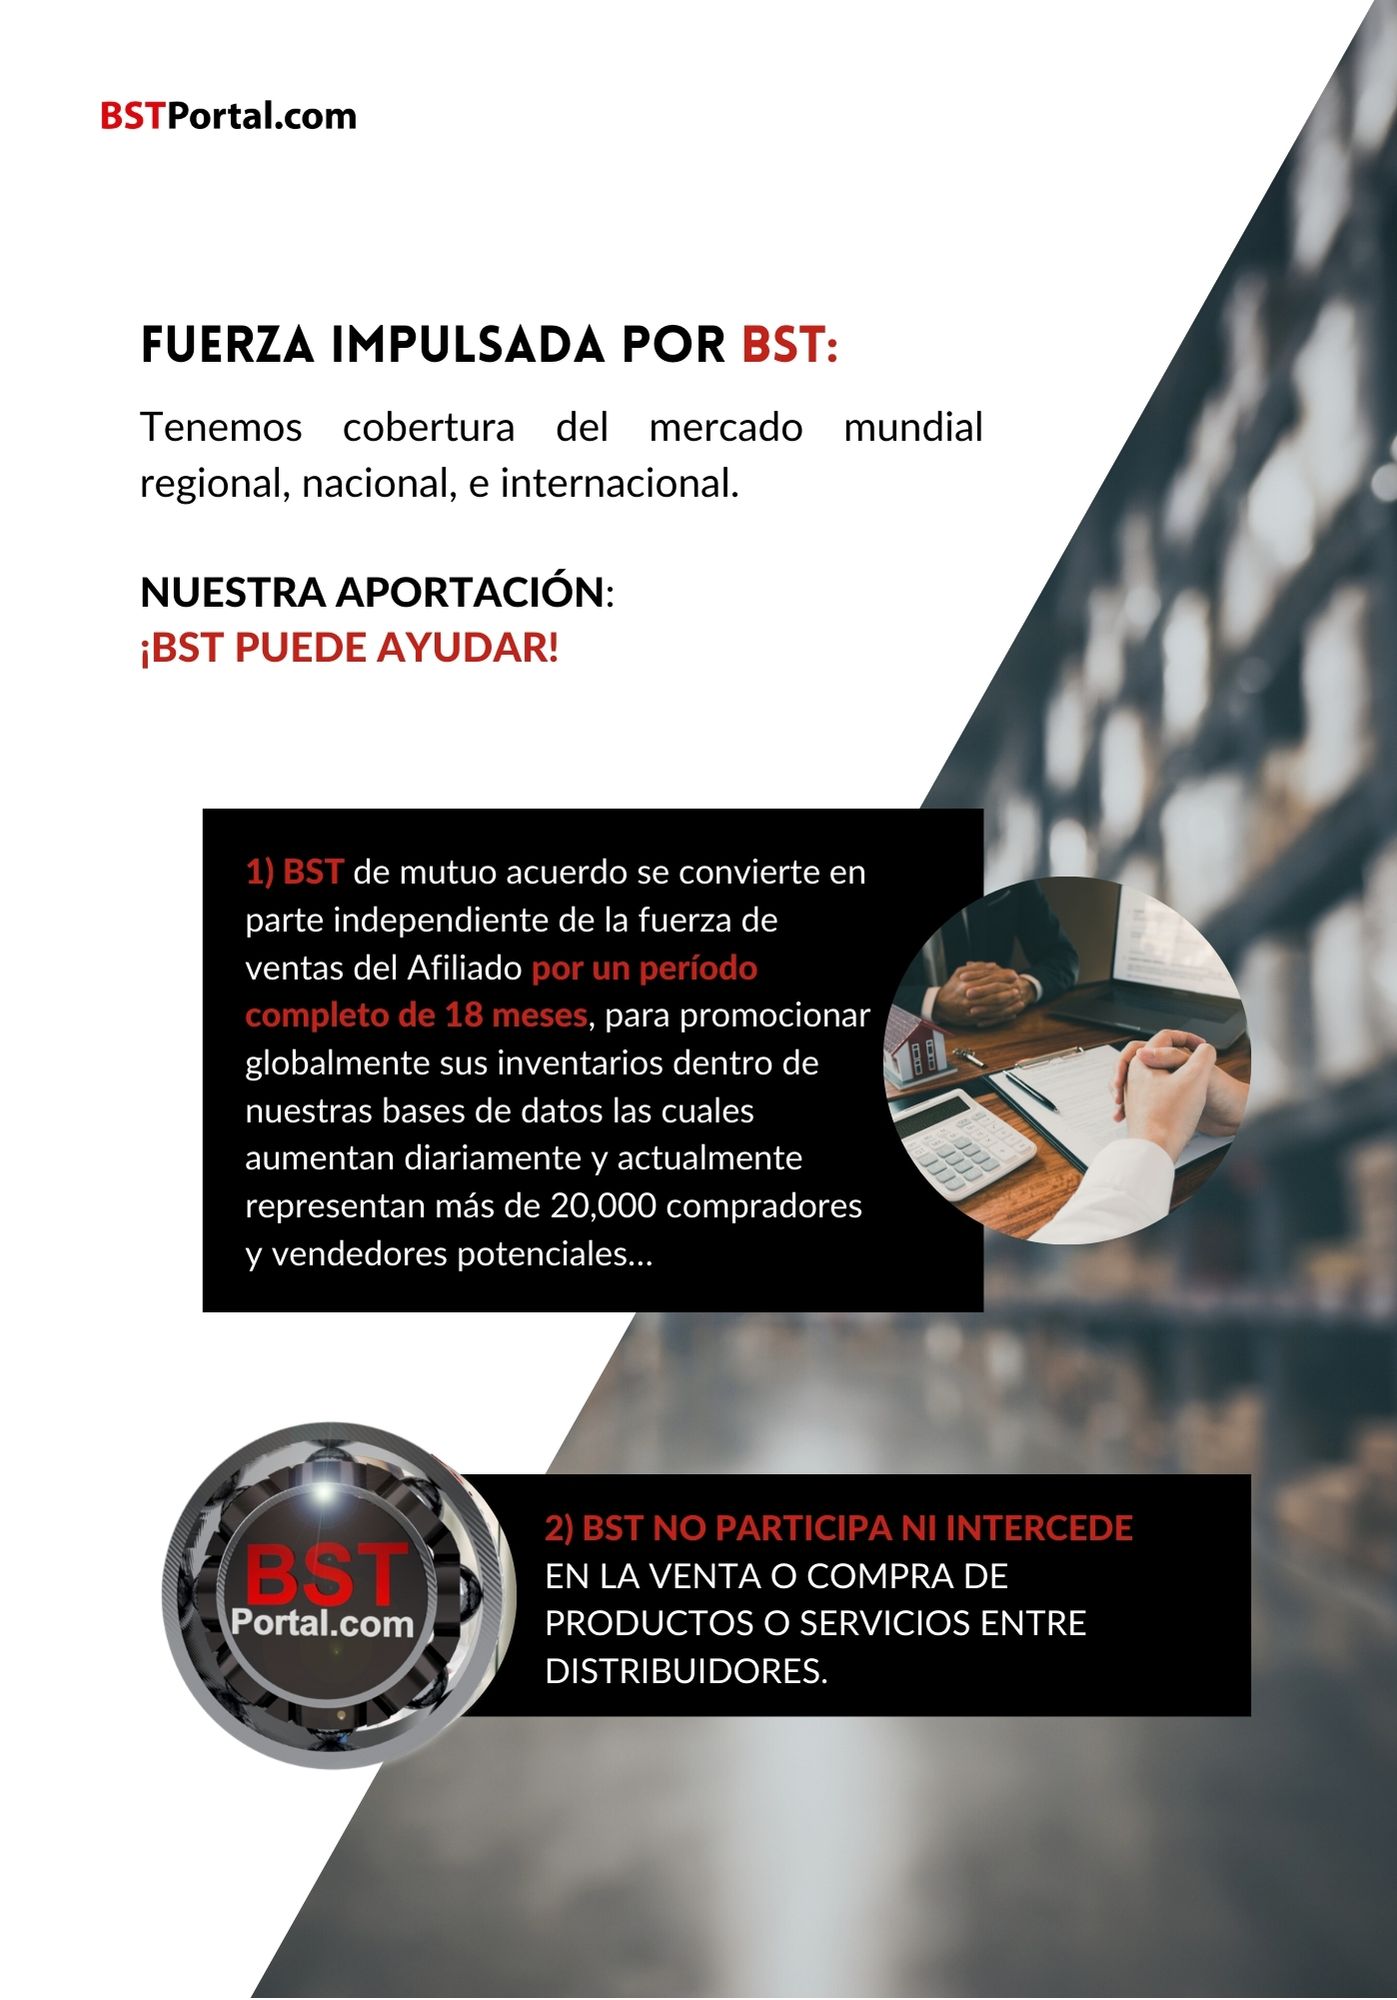 BSTPortal.com
FUERZA IMPULSADA POR BST:
Tenemos cobertura del mercado mundial
regional, nacional, e internacional.
NUESTRA APORTACIÓN:
¡BST PUEDE AYUDAR!
1) BST de mutuo acuerdo se convierte en
parte independiente de la fuerza de
ventas del Afiliado por un período
completo de 18 meses, para promocionar
globalmente sus inventarios dentro de
nuestras bases de datos las cuales
aumentan diariamente y actualmente
representan más de 20,000 compradores
y vendedores potenciales...
BST
Portal.com
2) BST NO PARTICIPA NI INTERCEDE
EN LA VENTA O COMPRA DE
PRODUCTOS O SERVICIOS ENTRE
DISTRIBUIDORES.